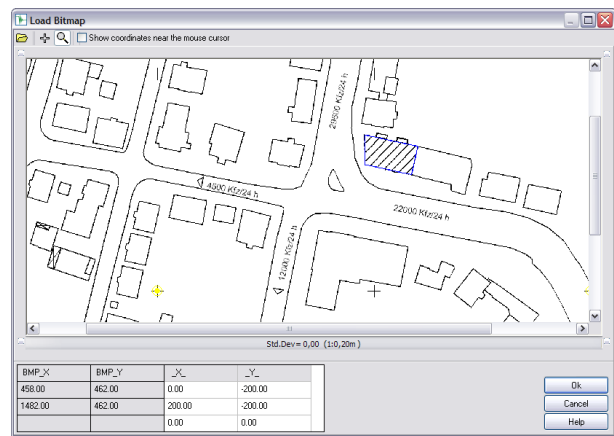 Load Bitmap
Show coordinates near the mouse cursor
29500 Kfz/24 h
4500 Kfz/24 h
22000 Kfz/24 h
12000 Kfz/24 h
Std.Dev= 0,00 (1:0,20m )
BMP_X BMP_Y _X_ _Y_
458.00 462.00 0.00 -200.00
1482.00 462.00 200.00 -200.00
0.00 0.00
Ok
Cancel
Help